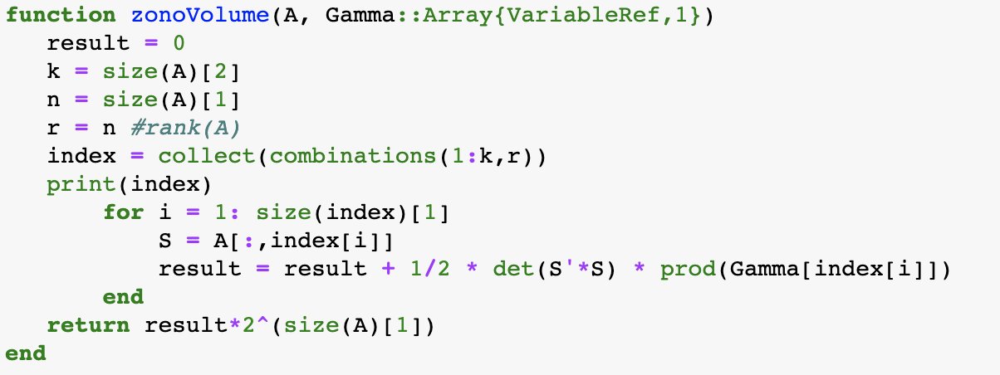 function zonoVolume(A, Gamma::Array{VariableRef,1})
   result = 0
   k = size(A)[2]
   n = size(A)[1]
   r = n #rank(A)
   index = collect(combinations(1:k,r))
   print(index)
       for i = 1: size(index)[1]
           S = A[:,index[i]]
           result = result + 1/2 * det(S'*S) * prod(Gamma[index[i]])
       end
   return result*2^(size(A)[1])
end